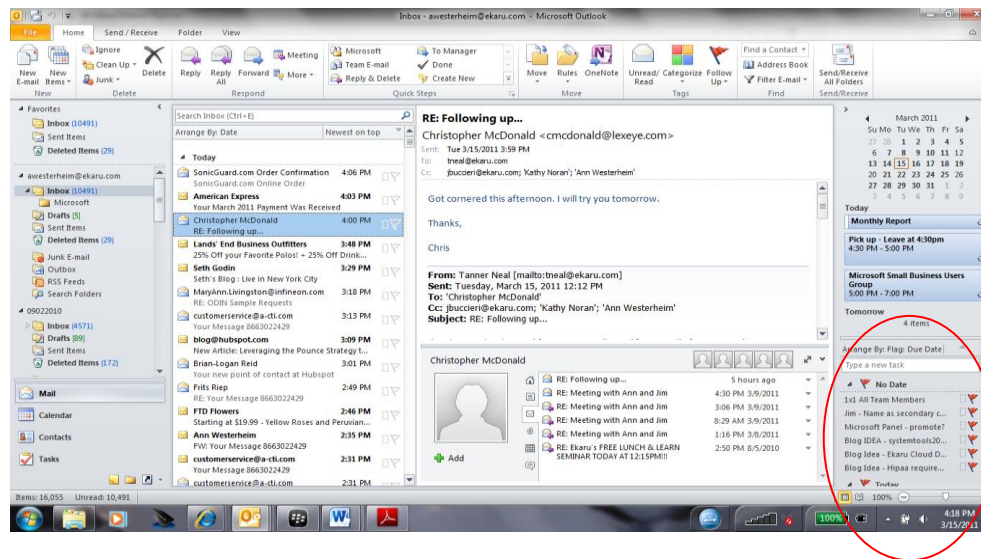 Inbox - awesterheim@ekaru.com - Microsoft Outlook
File Home Send / Receive Folder View
New E-mail
New Items
Ignore
Clean Up
Junk
Delete
Reply
Reply All
Forward
Meeting
More
Microsoft
Team E-mail
Reply & Delete
To Manager
Done
Create New
Move
Rules
OneNote
Unread/ Read
Categorize
Follow Up
Find a Contact
Address Book
Filter E-mail
Send/Receive All Folders
New Delete Respond Quick Steps Move Tags Find Send/Receive
Favorites
Inbox (10491)
Sent Items
Deleted Items (29)
awesterheim@ekaru.com
Inbox (10491)
Microsoft
Drafts [5]
Sent Items
Deleted Items (29)
Junk E-mail
Outbox
RSS Feeds
Search Folders
09022010
Inbox (4571)
Drafts [89]
Sent Items
Deleted Items (172)
Mail
Calendar
Contacts
Tasks
Search Inbox (Ctrl+E)
Arrange By: Date Newest on top
Today
SonicGuard.com Order Confirmation 4:06 PM
SonicGuard.com Online Order
American Express 4:03 PM
Your March 2011 Payment Was Received
Christopher McDonald 4:00 PM
RE: Following up...
Lands' End Business Outfitters 3:48 PM
25% Off your Favorite Polos! + 25% Off Drink...
Seth Godin 3:29 PM
Seth's Blog : Live in New York City
MaryAnn.Livingston@infineon.com 3:18 PM
RE: ODIN Sample Requests
customerservice@a-cti.com 3:13 PM
Your Message 8663022429
blog@hubspot.com 3:09 PM
New Article: Leveraging the Pounce Strategy t...
Brian-Logan Reid 3:01 PM
Your new point of contact at Hubspot
Frits Riep 2:49 PM
RE: Your Message 8663022429
FTD Flowers 2:46 PM
Starting at $19.99 - Yellow Roses and Peruvian...
Ann Westerheim 2:35 PM
FW: Your Message 8663022429
customerservice@a-cti.com 2:31 PM
Your Message 8663022429
customerservice@a-cti.com 2:31 PM
RE: Following up...
Christopher McDonald <cmcdonald@lexeye.com>
Sent: Tue 3/15/2011 3:59 PM
To: tneal@ekaru.com
Cc: jbuccieri@ekaru.com; 'Kathy Noran'; 'Ann Westerheim'
Got cornered this afternoon. I will try you tomorrow.
Thanks,
Chris
From: Tanner Neal [mailto:tneal@ekaru.com]
Sent: Tuesday, March 15, 2011 12:12 PM
To: 'Christopher McDonald'
Cc: jbuccieri@ekaru.com; 'Kathy Noran'; 'Ann Westerheim'
Subject: RE: Following up...
Christopher McDonald
Add
RE: Following up... 5 hours ago
RE: Meeting with Ann and Jim 4:30 PM 3/9/2011
RE: Meeting with Ann and Jim 3:06 PM 3/9/2011
RE: Meeting with Ann and Jim 8:29 AM 3/9/2011
RE: Meeting with Ann and Jim 1:16 PM 3/8/2011
RE: Ekaru's FREE LUNCH & LEARN 2:50 PM 8/5/2010
SEMINAR TODAY AT 12:15PM!!!
March 2011
Su Mo Tu We Th Fr Sa
27 28 1 2 3 4 5
6 7 8 9 10 11 12
13 14 15 16 17 18 19
20 21 22 23 24 25 26
27 28 29 30 31 1 2
3 4 5 6 7 8 9
Today
Monthly Report
Pick up - Leave at 4:30pm
4:30 PM - 5:00 PM
Microsoft Small Business Users
Group
5:00 PM - 7:00 PM
Tomorrow
4 items
Arrange By: Flag: Due Date
Type a new task
No Date
1x1 All Team Members
Jim - Name as secondary c...
Microsoft Panel - promote?
Blog IDEA - systemtools20...
Blog Idea - Ekaru Cloud D...
Blog Idea - Hipaa require...
Today
Items: 16,055 Unread: 10,491
100%
100%
4:18 PM
3/15/2011